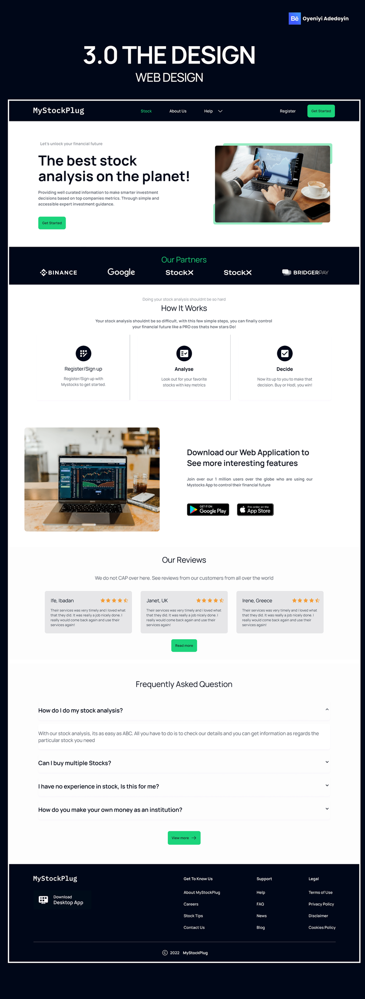 Bē Oyeniyi Adedoyin
3.0 THE DESIGN
WEB DESIGN
MyStockPlug
Stock
About Us
Help
Register
Get Started
Let's unlock your financial future
The best stock
analysis on the planet!
Providing well curated information to make smarter investment
decisions based on top companies metrics. Through simple and
accessible expert investment guidance.
Get Started
Our Partners
BINANCE
Google
StockX
StockX
BRIDGERPAY
Doing your stock analysis shouldnt be so hard
How It Works
Your stock analysis shouldnt be so difficult, with this few simple steps, you can finally control
your financial future like a PRO cos thats how stars Do!
Register/Sign up
Register/Sign up with
Mystocks to get started.
Analyse
Look out for your favorite
stocks with key metrics
Decide
Now its up to you to make that
decision. Buy or Hodl, you win!
Download our Web Application to
See more interesting features
Join over our 1 million users over the globe who are using our
Mystocks App to control their financial future
GET IT ON
Google Play
Pre-order on the
App Store
Our Reviews
We do not CAP over here. See reviews from our customers from all over the world
Ife, Ibadan
Their services was very timely and i loved what
that they did. It was really a job nicely done. I
really would come back again and use their
services again!
Janet, UK
Their services was very timely and i loved what
that they did. It was really a job nicely done. I
really would come back again and use their
services again!
Irene, Greece
Their services was very timely and i loved what
that they did. It was really a job nicely done. I
really would come back again and use their
services again!
Read more
Frequently Asked Question
How do I do my stock analysis?
With our stock analysis, its as easy as ABC. All you have to do is to check our details and you can get information as regards the
particular stock you need
Can I buy multiple Stocks?
I have no experience in stock, Is this for me?
How do you make your own money as an institution?
View more
MyStockPlug
Download
Desktop App
Get To Know Us
About MyStockPlug
Careers
Stock Tips
Contact Us
Support
Help
FAQ
News
Blog
Legal
Terms of Use
Privacy Policy
Disclaimer
Cookies Policy
© 2022 MyStockPlug